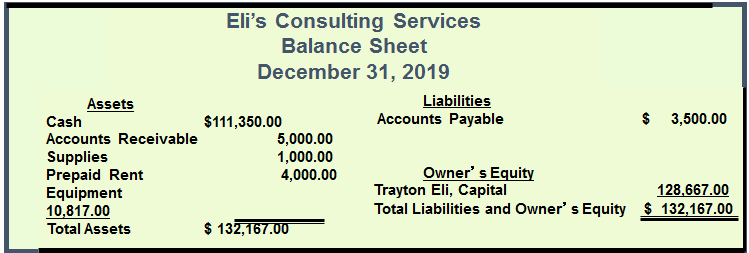 Eli's Consulting Services
Balance Sheet
December 31, 2019
Assets
Cash $111,350.00
Accounts Receivable 5,000.00
Supplies 1,000.00
Prepaid Rent 4,000.00
Equipment
10,817.00
Total Assets $ 132,167.00
Liabilities
Accounts Payable $ 3,500.00
Owner's Equity
Trayton Eli, Capital 128,667.00
Total Liabilities and Owner's Equity $ 132,167.00